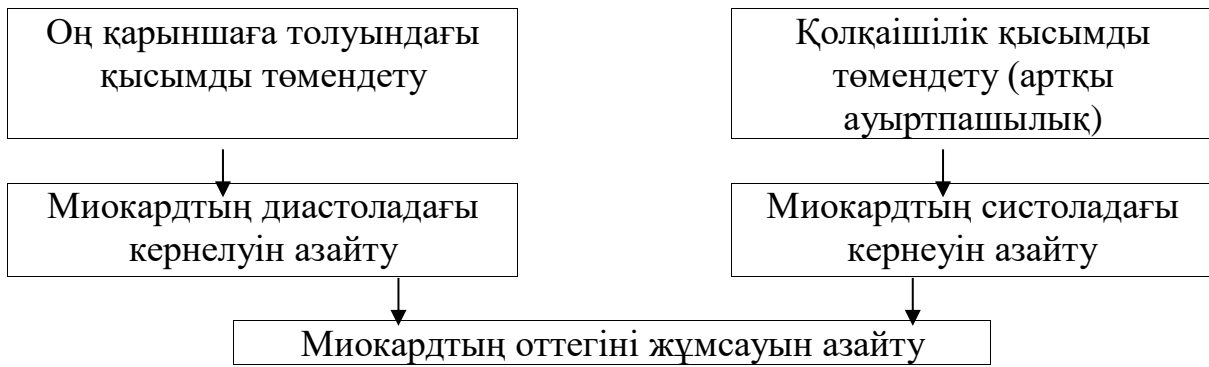 Оң қарыншаға толуындағы
қысымды төмендету
Қолқаішілік қысымды
төмендету (артқы
ауыртпашылық)
Миокардтың диастоладағы
кернелуін азайту
Миокардтың систоладағы
кернеуін азайту
Миокардтың оттегіні жұмсауын азайту